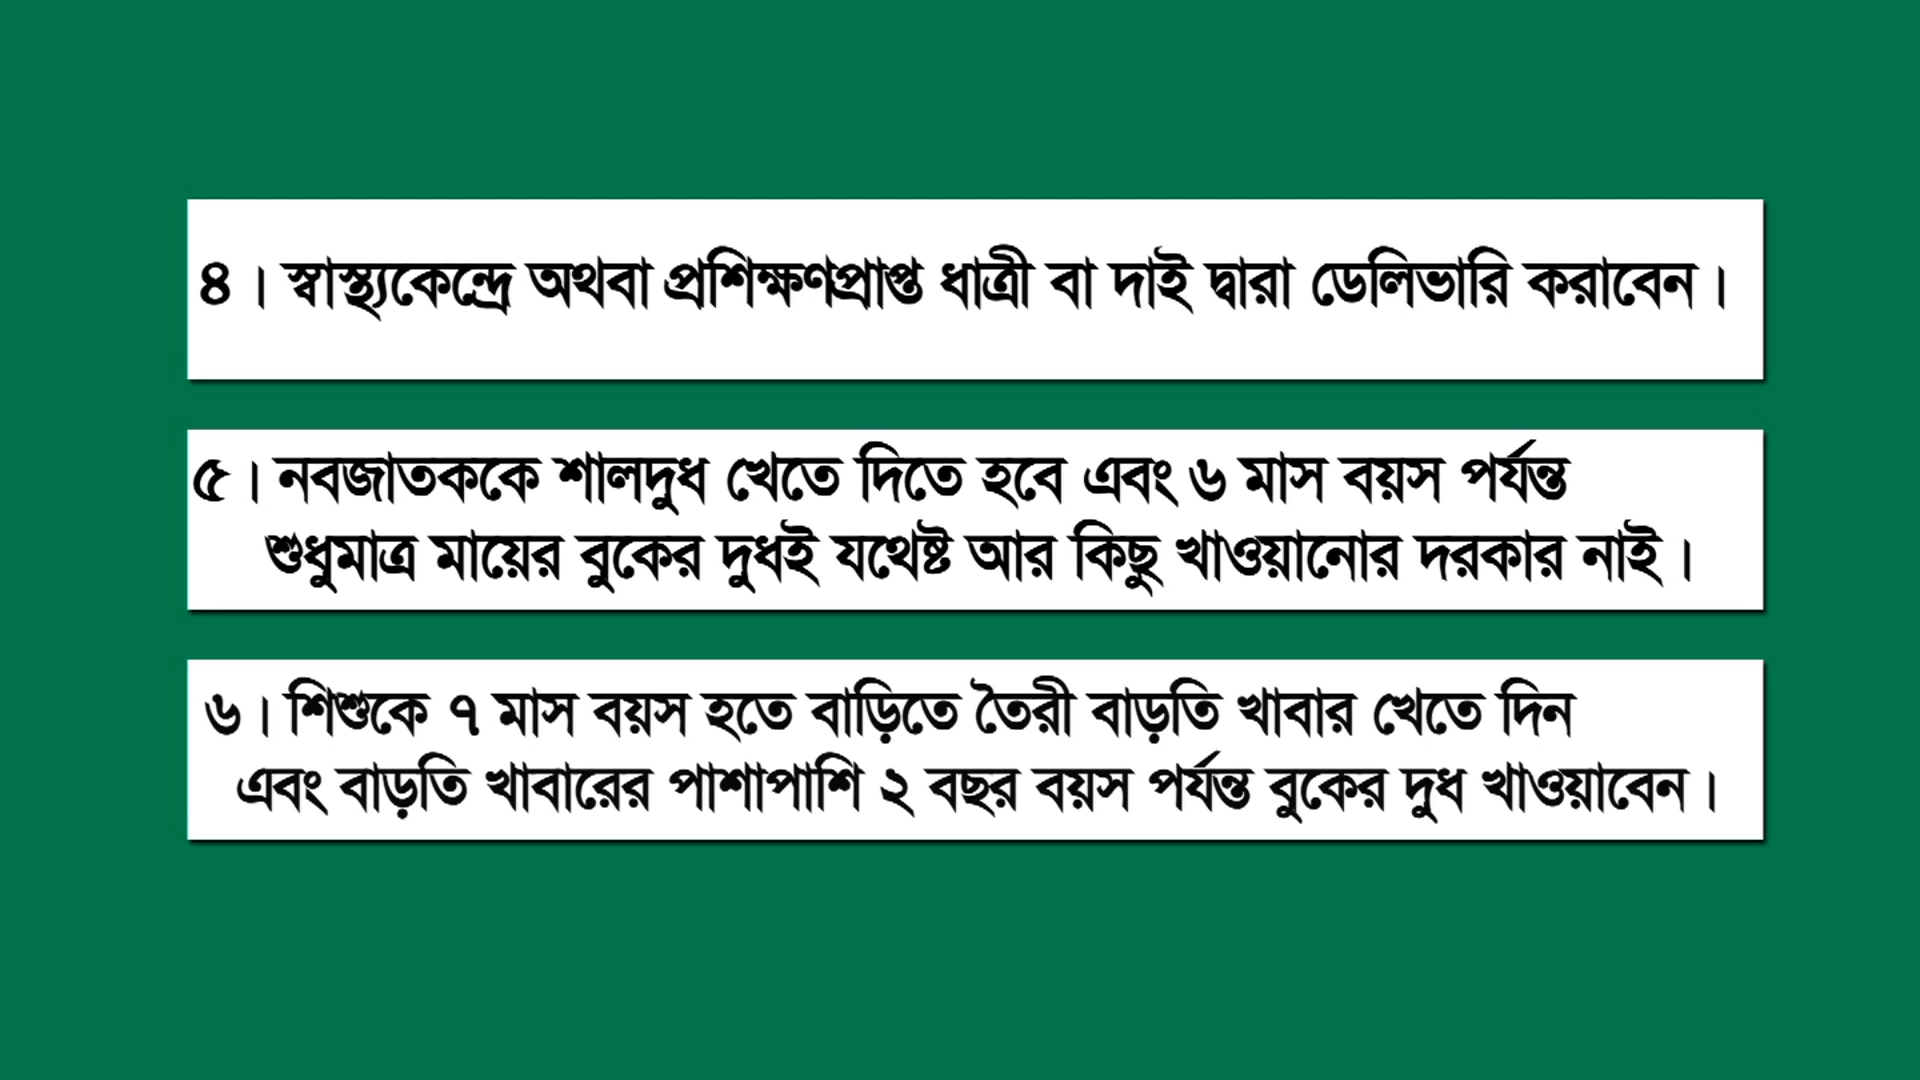 ৪। স্বাস্থ্যকেন্দ্রে অথবা প্রশিক্ষণপ্রাপ্ত ধাত্রী বা দাই দ্বারা ডেলিভারি করাবেন।
৫। নবজাতককে শালদুধ খেতে দিতে হবে এবং ৬ মাস বয়স পর্যন্ত
শুধুমাত্র মায়ের বুকের দুধই যথেষ্ট আর কিছু খাওয়ানোর দরকার নাই।
৬। শিশুকে ৭ মাস বয়স হতে বাড়িতে তৈরী বাড়তি খাবার খেতে দিন
এবং বাড়তি খাবারের পাশাপাশি ২ বছর বয়স পর্যন্ত বুকের দুধ খাওয়াবেন।